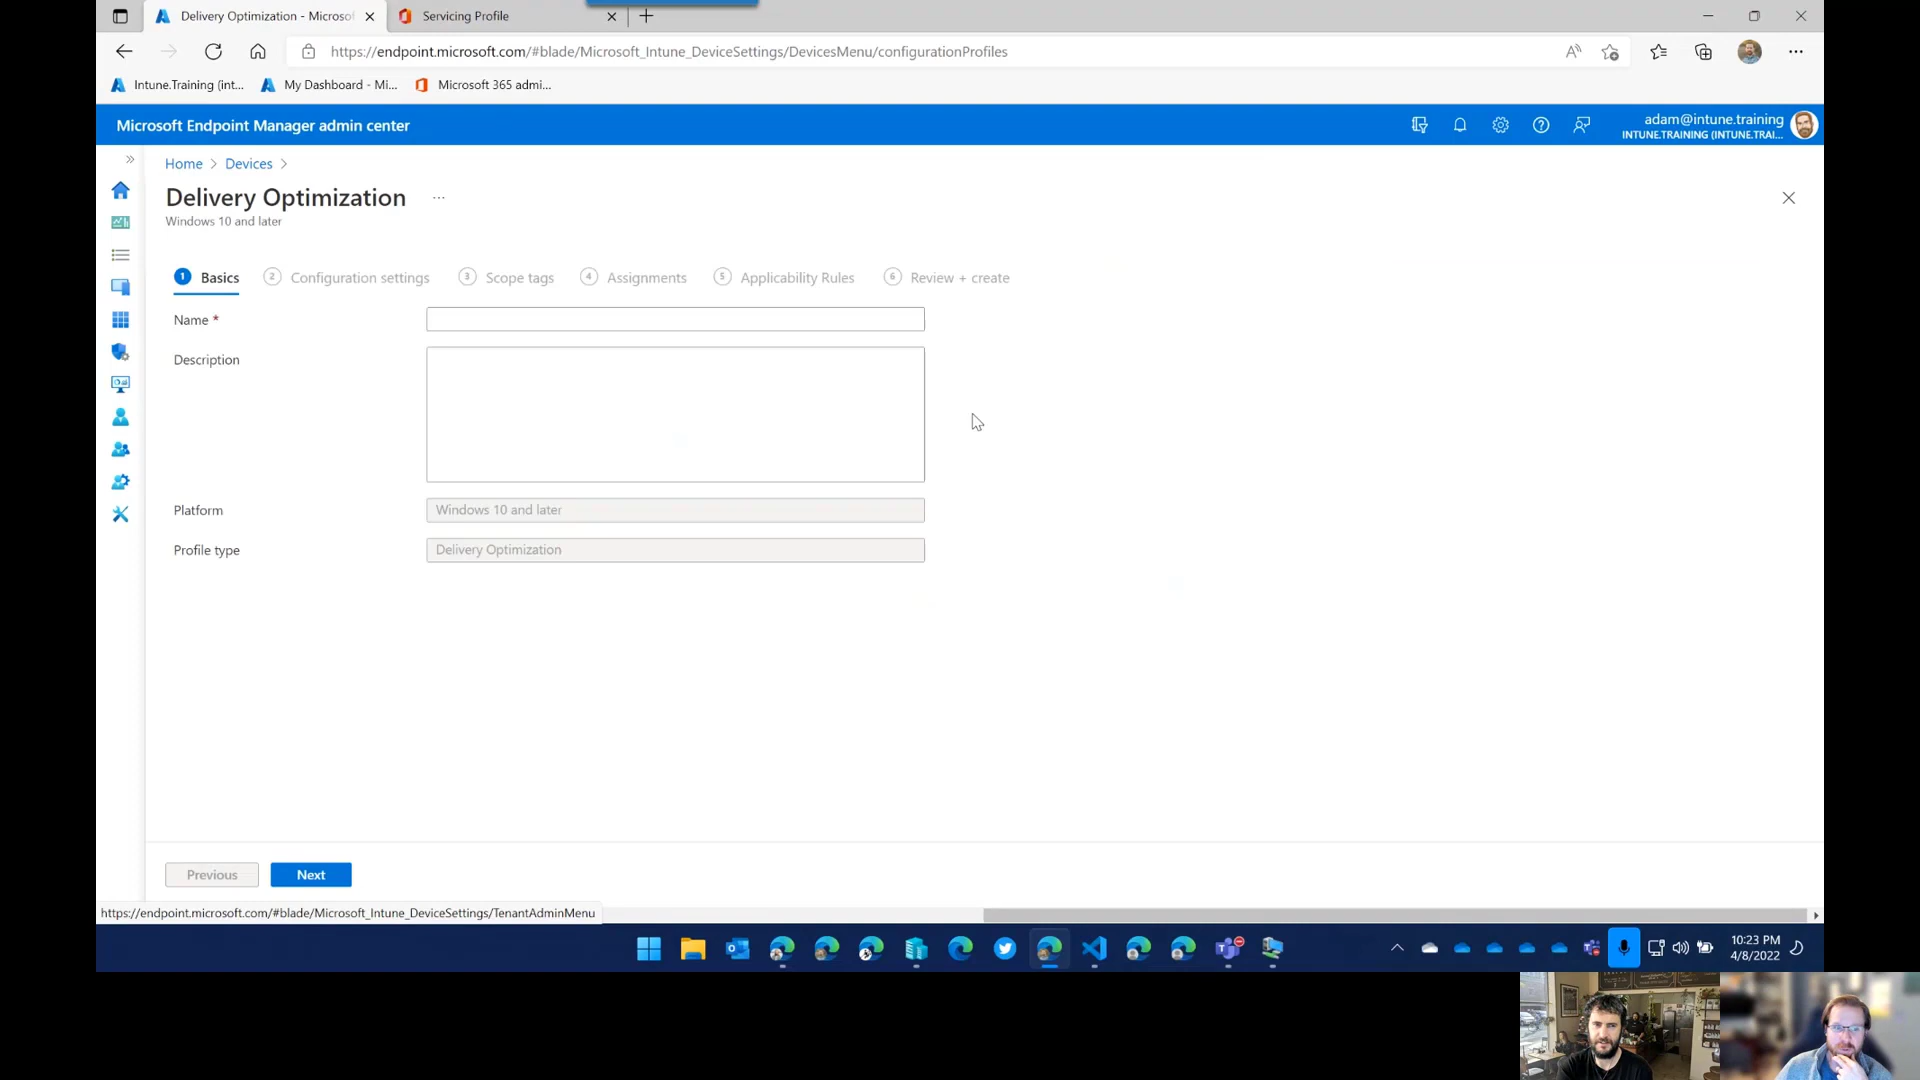 Delivery Optimization - Microsof
Servicing Profile
https://endpoint.microsoft.com/#blade/Microsoft_Intune_DeviceSettings/DevicesMenu/configurationProfiles
Intune.Training (int...
My Dashboard - Mi...
Microsoft 365 admi...
Microsoft Endpoint Manager admin center
adam@intune.training
INTUNE.TRAINING (INTUNE.TRAI...
Home > Devices >
Delivery Optimization ...
Windows 10 and later
1 Basics
2 Configuration settings
3 Scope tags
4 Assignments
5 Applicability Rules
6 Review + create
Name *
Description
Platform
Windows 10 and later
Profile type
Delivery Optimization
Previous
Next
https://endpoint.microsoft.com/#blade/Microsoft_Intune_DeviceSettings/TenantAdminMenu
10:23 PM
4/8/2022